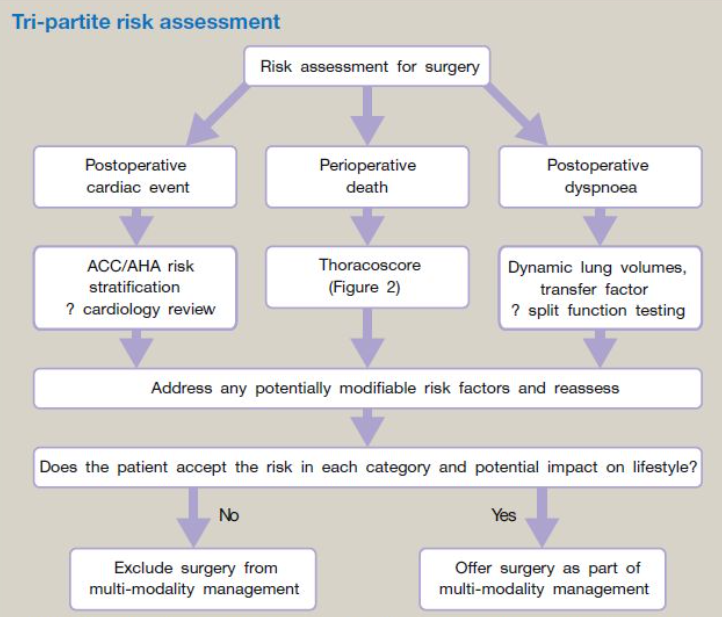 Tri-partite risk assessment
Risk assessment for surgery
Postoperative
cardiac event
Perioperative
death
Postoperative
dyspnoea
ACC/AHA risk
stratification
? cardiology review
Thoracoscore
(Figure 2)
Dynamic lung volumes,
transfer factor
? split function testing
Address any potentially modifiable risk factors and reassess
Does the patient accept the risk in each category and potential impact on lifestyle?
No
Yes
Exclude surgery from
multi-modality management
Offer surgery as part of
multi-modality management